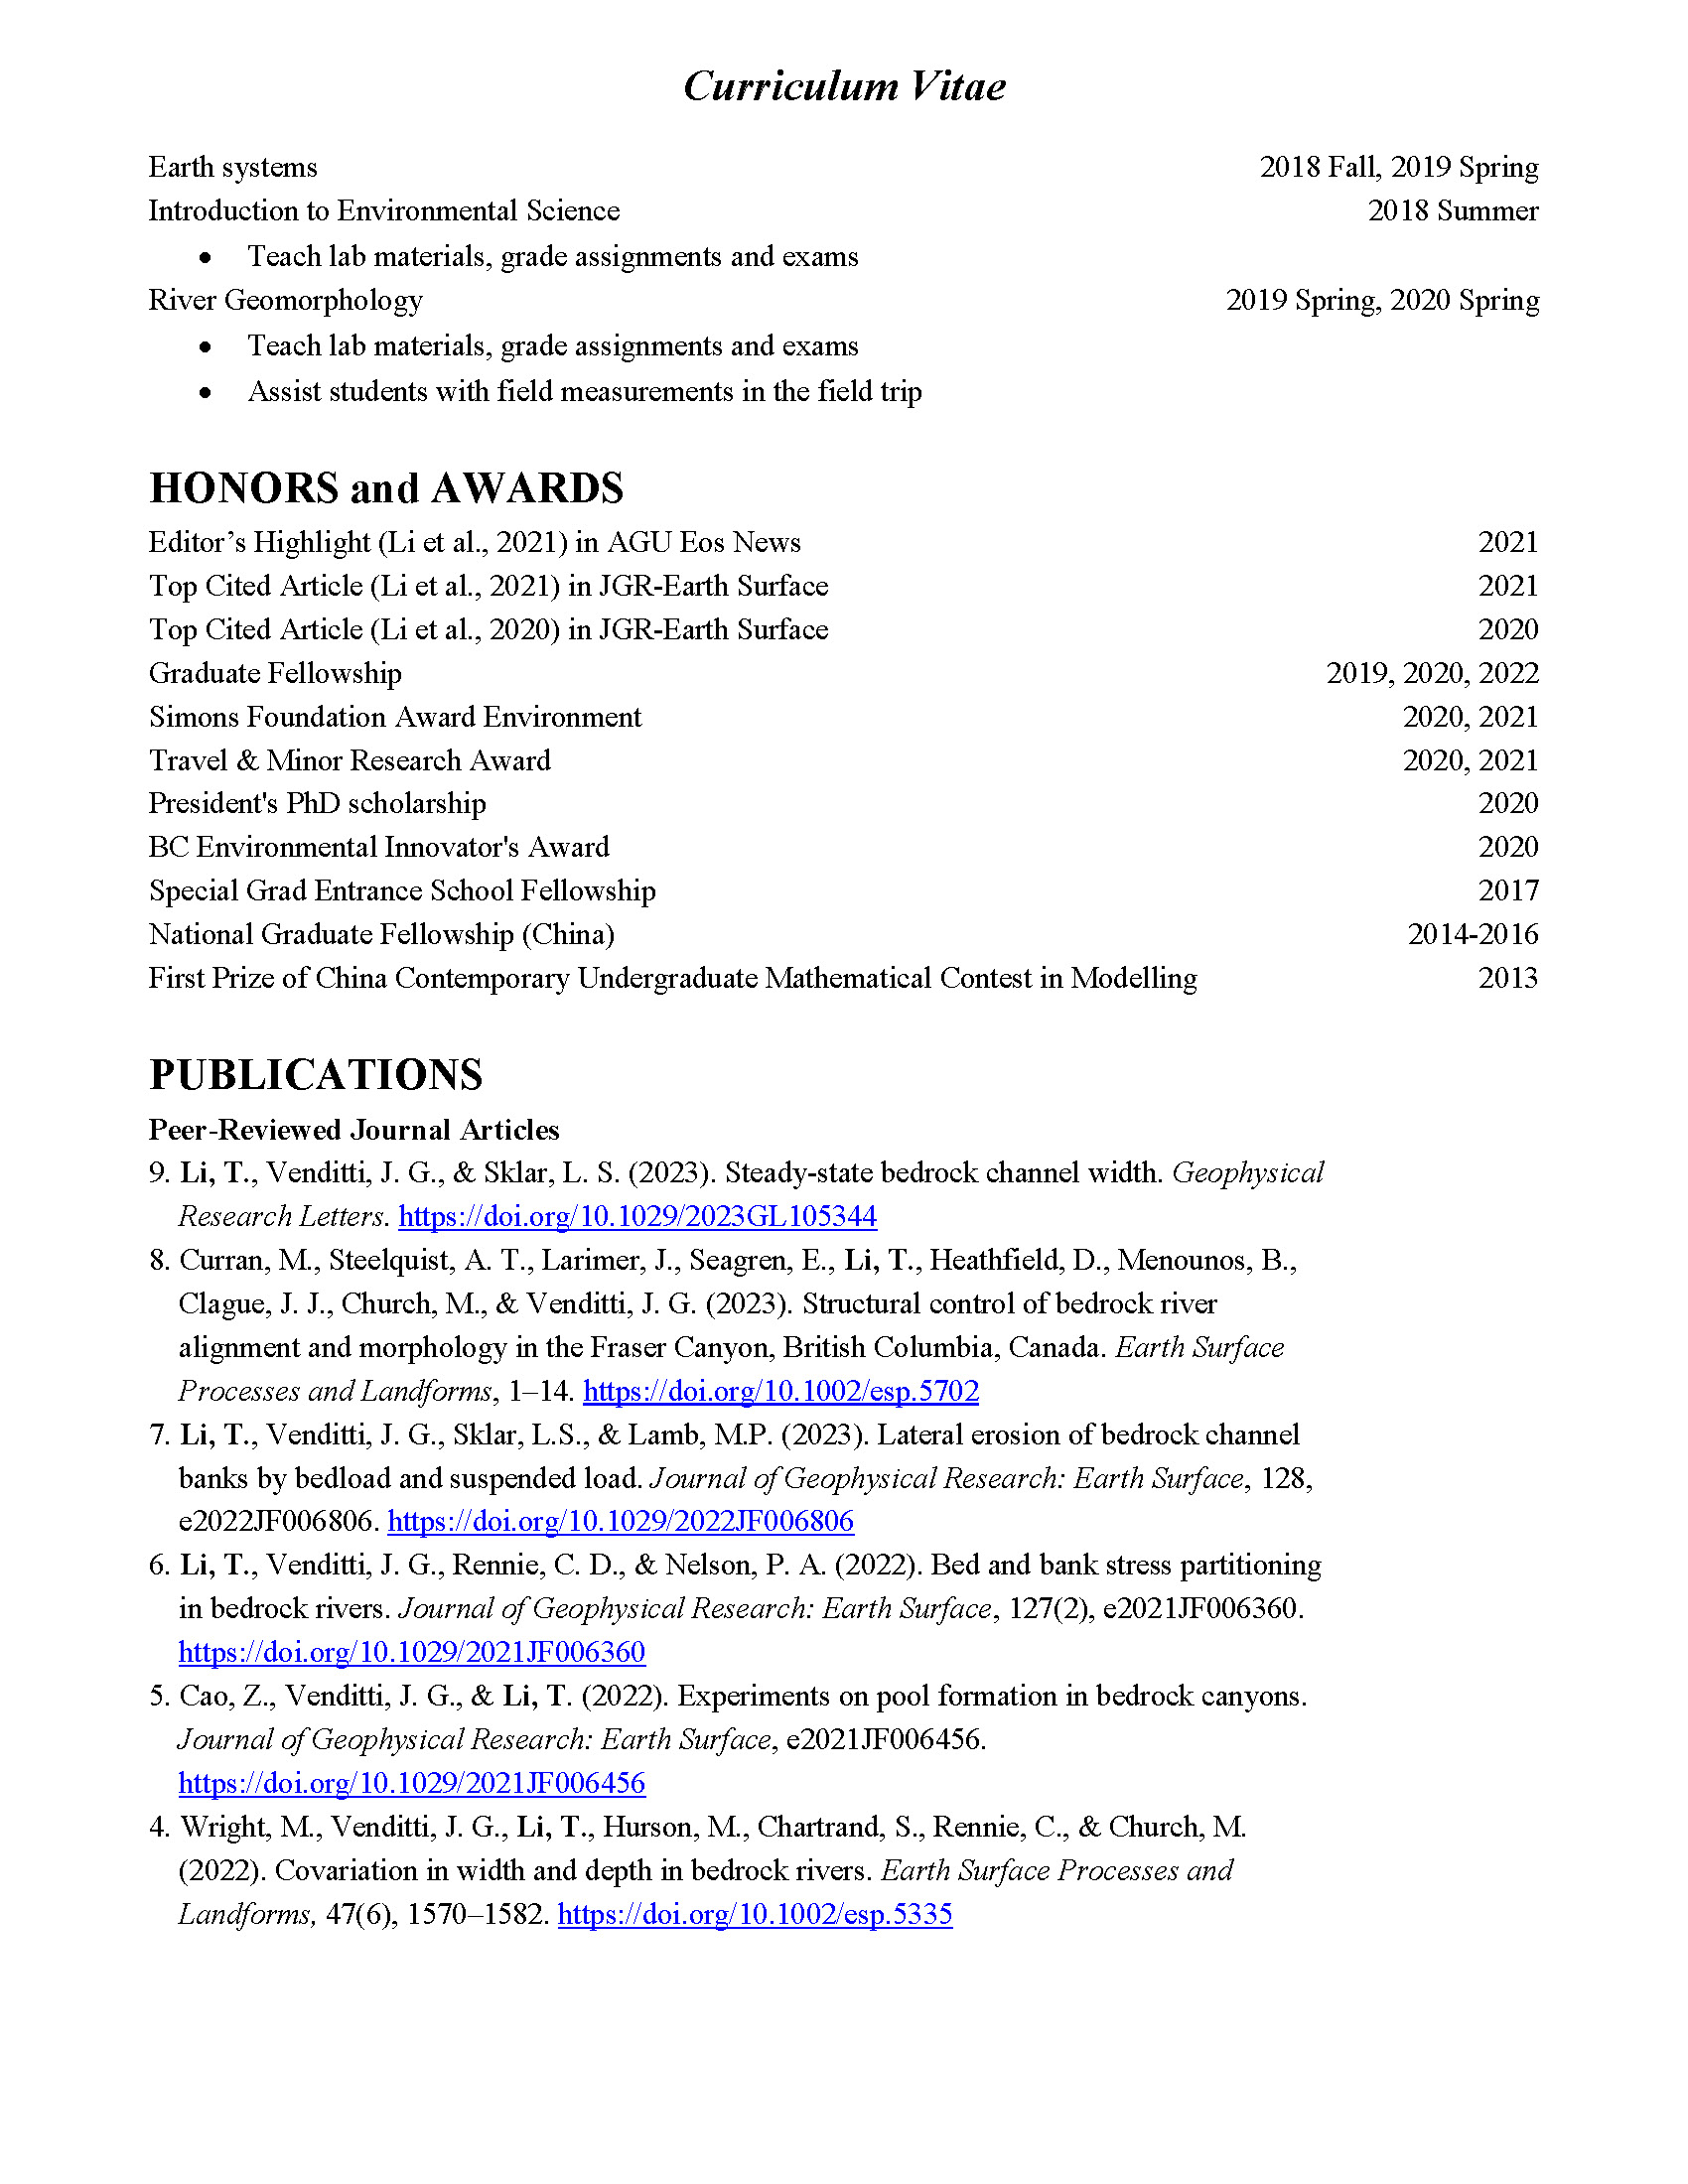 Curriculum Vitae
Earth systems 2018 Fall, 2019 Spring
Introduction to Environmental Science 2018 Summer
• Teach lab materials, grade assignments and exams
River Geomorphology 2019 Spring, 2020 Spring
• Teach lab materials, grade assignments and exams
• Assist students with field measurements in the field trip
HONORS and AWARDS
Editor’s Highlight (Li et al., 2021) in AGU Eos News 2021
Top Cited Article (Li et al., 2021) in JGR-Earth Surface 2021
Top Cited Article (Li et al., 2020) in JGR-Earth Surface 2020
Graduate Fellowship 2019, 2020, 2022
Simons Foundation Award Environment 2020, 2021
Travel & Minor Research Award 2020, 2021
President's PhD scholarship 2020
BC Environmental Innovator's Award 2020
Special Grad Entrance School Fellowship 2017
National Graduate Fellowship (China) 2014-2016
First Prize of China Contemporary Undergraduate Mathematical Contest in Modelling 2013
PUBLICATIONS
Peer-Reviewed Journal Articles
9. Li, T., Venditti, J. G., & Sklar, L. S. (2023). Steady-state bedrock channel width. Geophysical
Research Letters. https://doi.org/10.1029/2023GL105344
8. Curran, M., Steelquist, A. T., Larimer, J., Seagren, E., Li, T., Heathfield, D., Menounos, B.,
Clague, J. J., Church, M., & Venditti, J. G. (2023). Structural control of bedrock river
alignment and morphology in the Fraser Canyon, British Columbia, Canada. Earth Surface
Processes and Landforms, 1–14. https://doi.org/10.1002/esp.5702
7. Li, T., Venditti, J. G., Sklar, L.S., & Lamb, M.P. (2023). Lateral erosion of bedrock channel
banks by bedload and suspended load. Journal of Geophysical Research: Earth Surface, 128,
e2022JF006806. https://doi.org/10.1029/2022JF006806
6. Li, T., Venditti, J. G., Rennie, C. D., & Nelson, P. A. (2022). Bed and bank stress partitioning
in bedrock rivers. Journal of Geophysical Research: Earth Surface, 127(2), e2021JF006360.
https://doi.org/10.1029/2021JF006360
5. Cao, Z., Venditti, J. G., & Li, T. (2022). Experiments on pool formation in bedrock canyons.
Journal of Geophysical Research: Earth Surface, e2021JF006456.
https://doi.org/10.1029/2021JF006456
4. Wright, M., Venditti, J. G., Li, T., Hurson, M., Chartrand, S., Rennie, C., & Church, M.
(2022). Covariation in width and depth in bedrock rivers. Earth Surface Processes and
Landforms, 47(6), 1570–1582. https://doi.org/10.1002/esp.5335